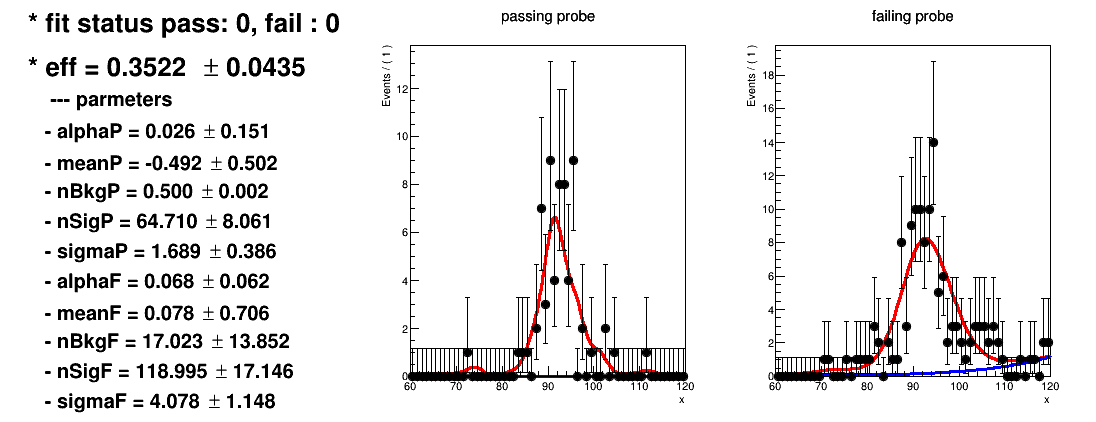 * fit status pass: 0, fail : 0
* eff = 0.3522 ± 0.0435
--- parmeters
- alphaP = 0.026 ± 0.151
- meanP = -0.492 ± 0.502
- nBkgP = 0.500 ± 0.002
- nSigP = 64.710 ± 8.061
- sigmaP = 1.689 ± 0.386
- alphaF = 0.068 ± 0.062
- meanF = 0.078 ± 0.706
- nBkgF = 17.023 ± 13.852
- nSigF = 118.995 ± 17.146
- sigmaF = 4.078 ± 1.148
passing probe
Events / ( 1 )
12
10
8
6
4
2
0
60 70 80 90 100 110 120
x
failing probe
Events / ( 1 )
18
16
14
12
10
8
6
4
2
0
60 70 80 90 100 110 120
x